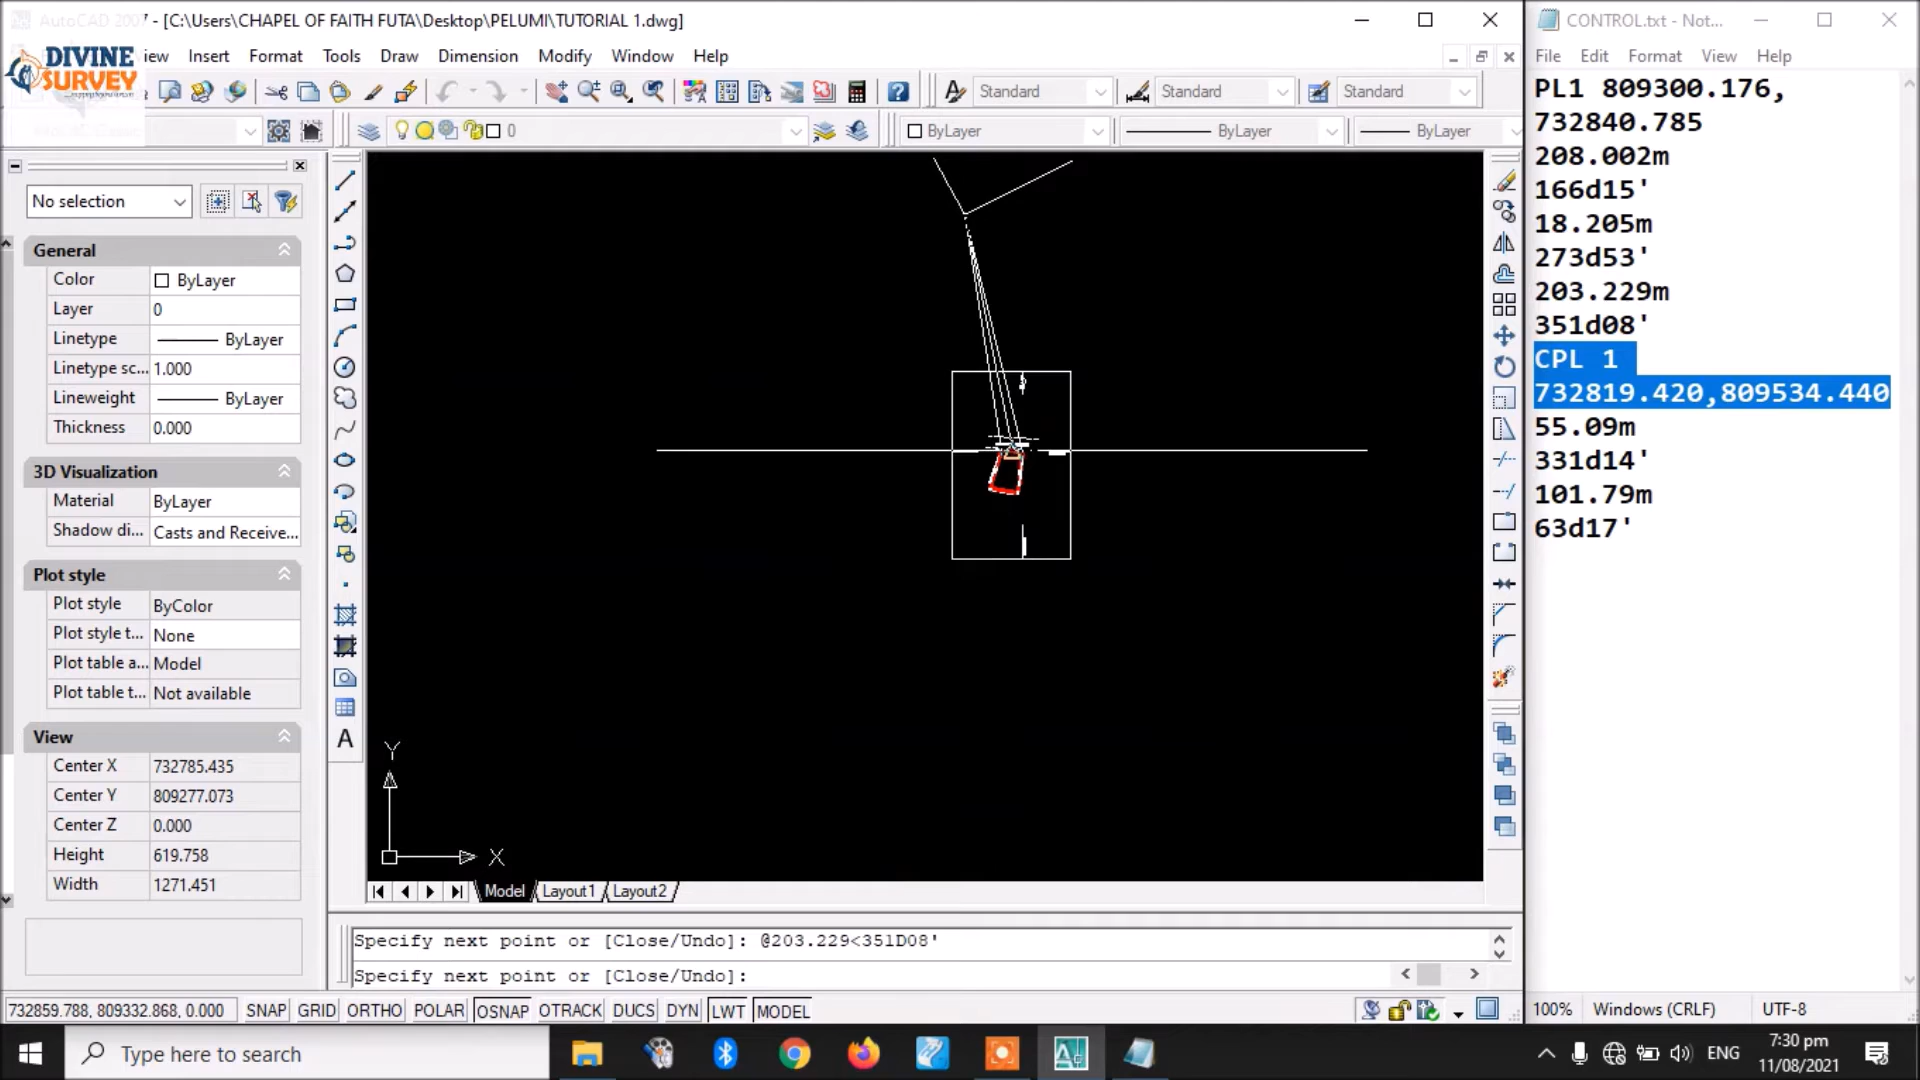 AutoCAD 2007 - [C:\Users\CHAPEL OF FAITH FUTA\Desktop\PELUMI\TUTORIAL 1.dwg]
DIVINE
SURVEY
Insert Format Tools Draw Dimension Modify Window Help
Standard Standard Standard
0 ByLayer ByLayer ByLayer
No selection
General
Color ByLayer
Layer 0
Linetype ByLayer
Linetype sc... 1.000
Lineweight ByLayer
Thickness 0.000
3D Visualization
Material ByLayer
Shadow di... Casts and Receive...
Plot style
Plot style ByColor
Plot style t... None
Plot table a... Model
Plot table t... Not available
View
Center X 732785.435
Center Y 809277.073
Center Z 0.000
Height 619.758
Width 1271.451
A
Y
X
Model Layout1 Layout2
Specify next point or [Close/Undo]: @203.229<351D08'
Specify next point or [Close/Undo]:
732859.788, 809332.868, 0.000 SNAP GRID ORTHO POLAR OSNAP OTRACK DUCS DYN LWT MODEL
CONTROL.txt - Not...
File Edit Format View Help
PL1 809300.176,
732840.785
208.002m
166d15'
18.205m
273d53'
203.229m
351d08'
CPL 1
732819.420,809534.440
55.09m
331d14'
101.79m
63d17'
100% Windows (CRLF) UTF-8
Type here to search
ENG
7:30 pm
11/08/2021